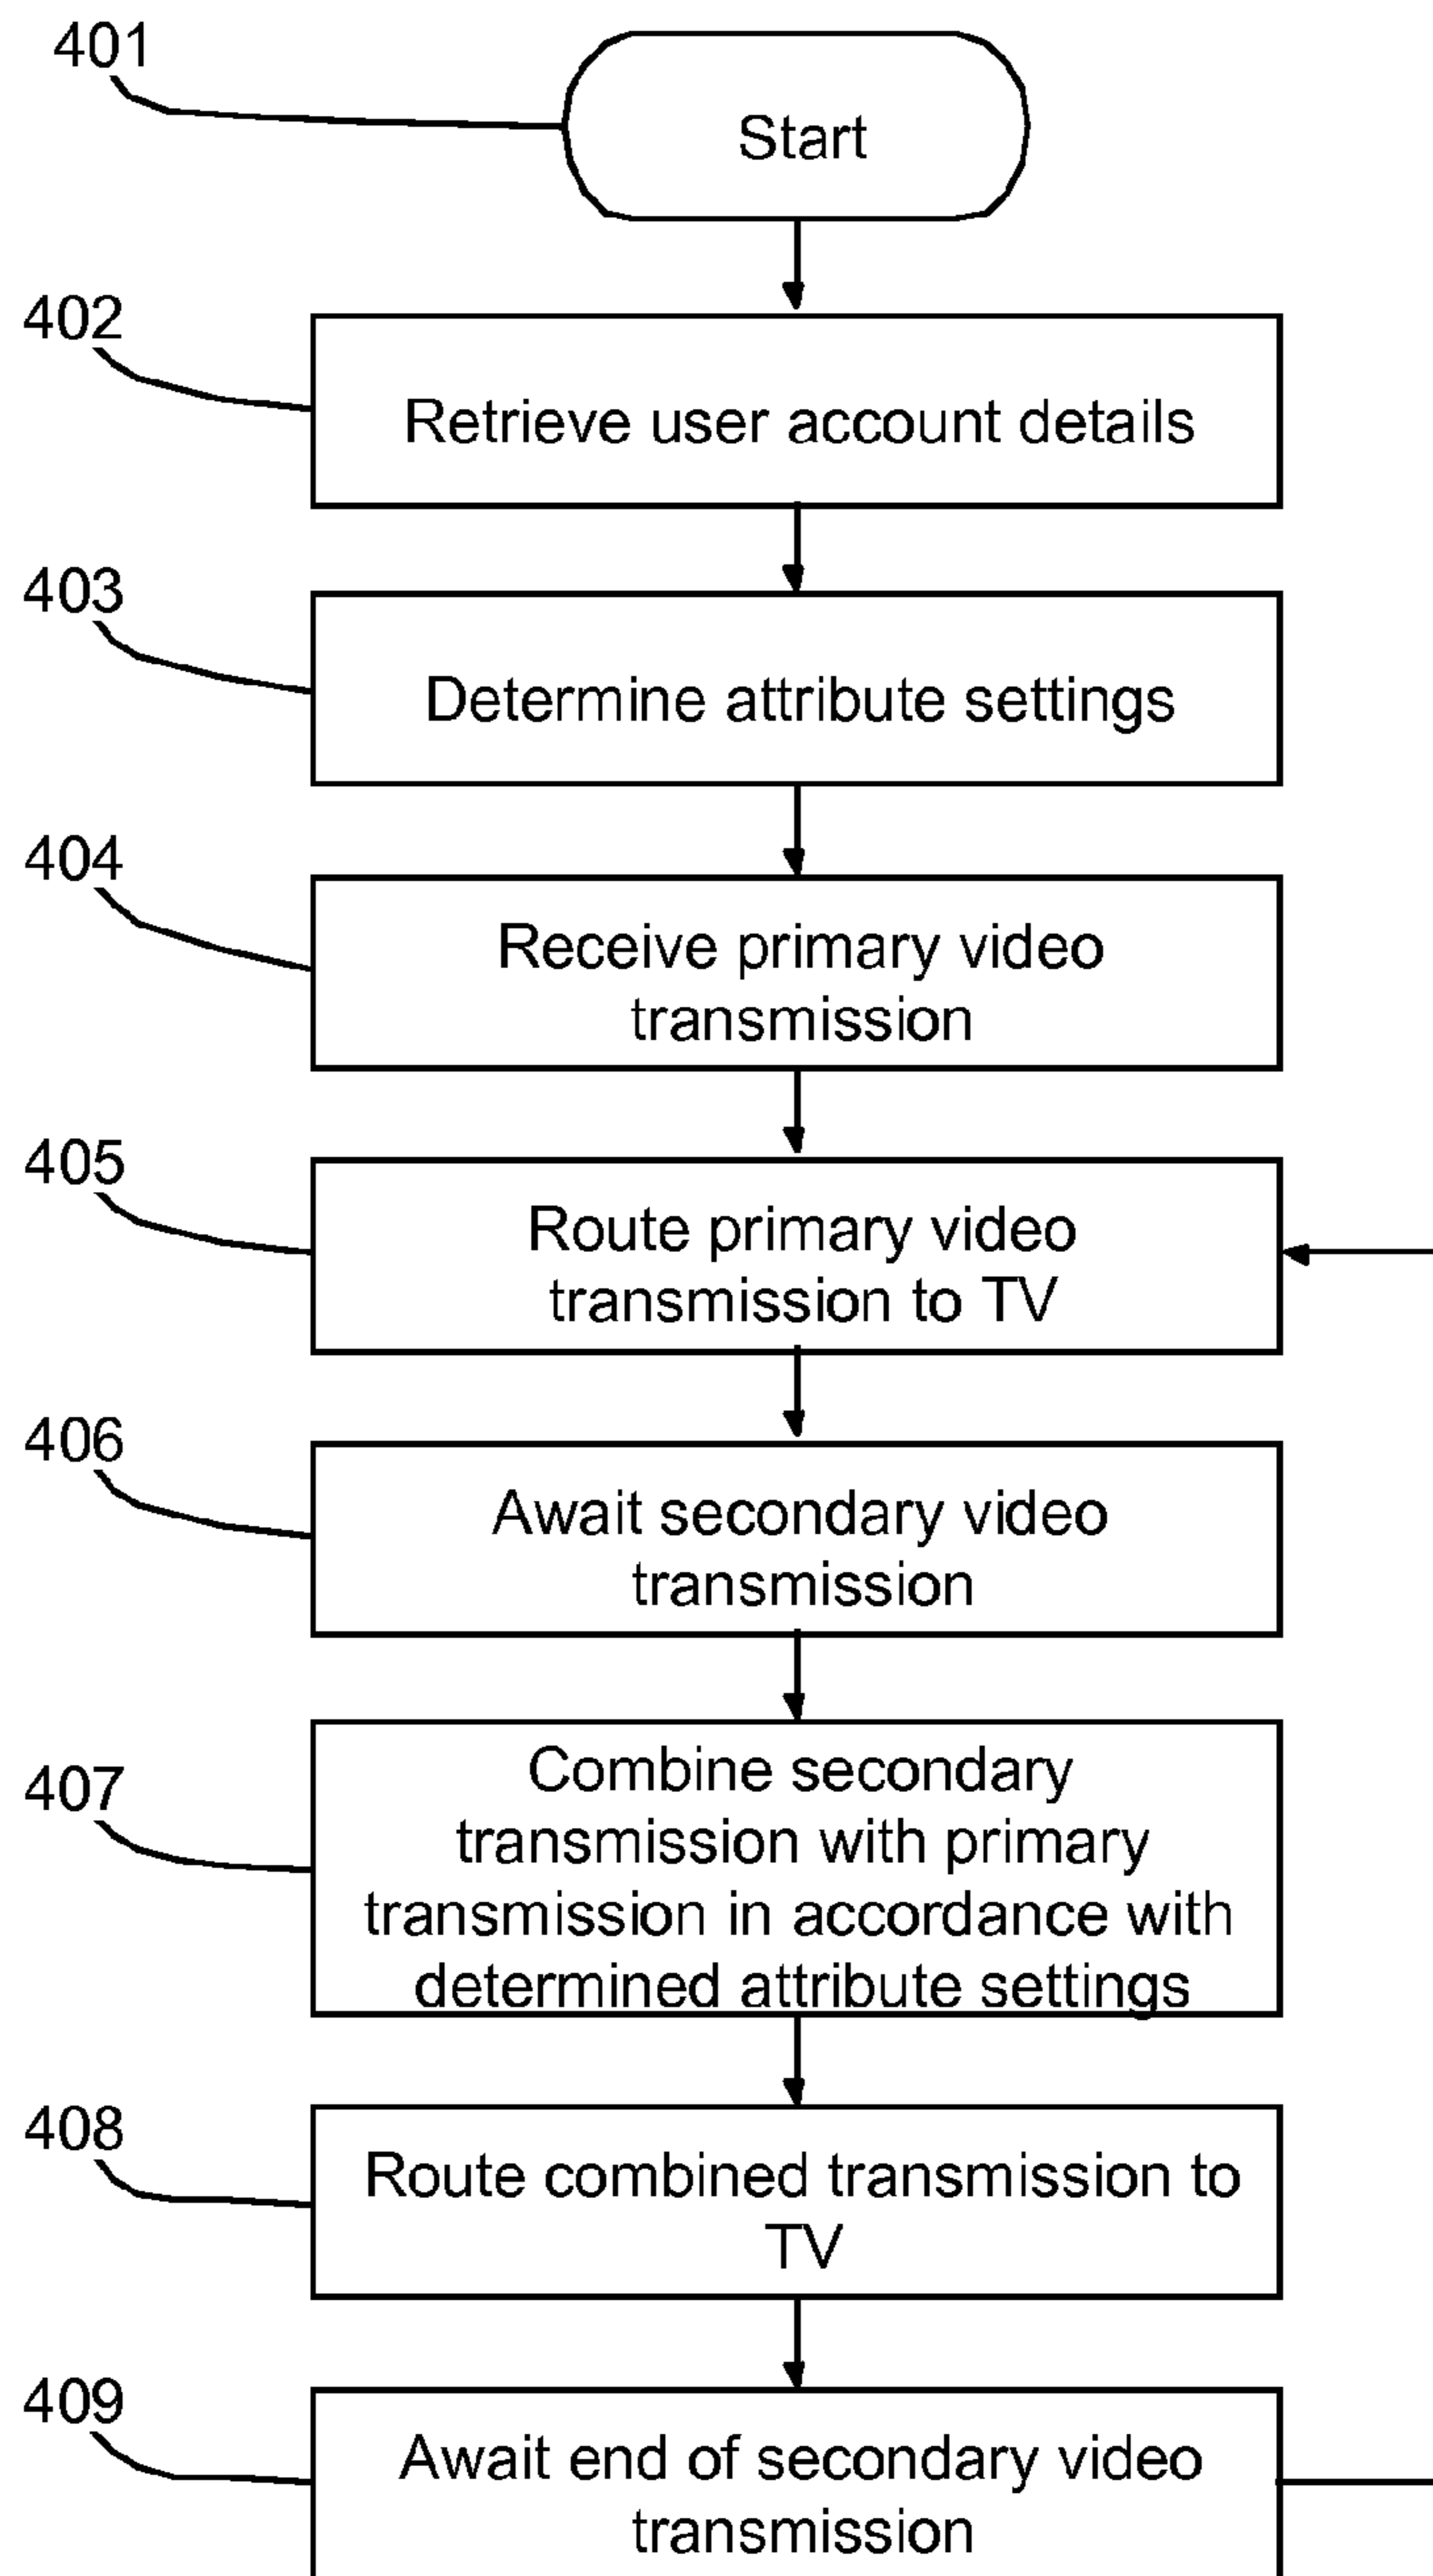 401
Start
402
Retrieve user account details
403
Determine attribute settings
404
Receive primary video
transmission
405
Route primary video
transmission to TV
406
Await secondary video
transmission
407
Combine secondary
transmission with primary
transmission in accordance with
determined attribute settings
408
Route combined transmission to
TV
409
Await end of secondary video
transmission